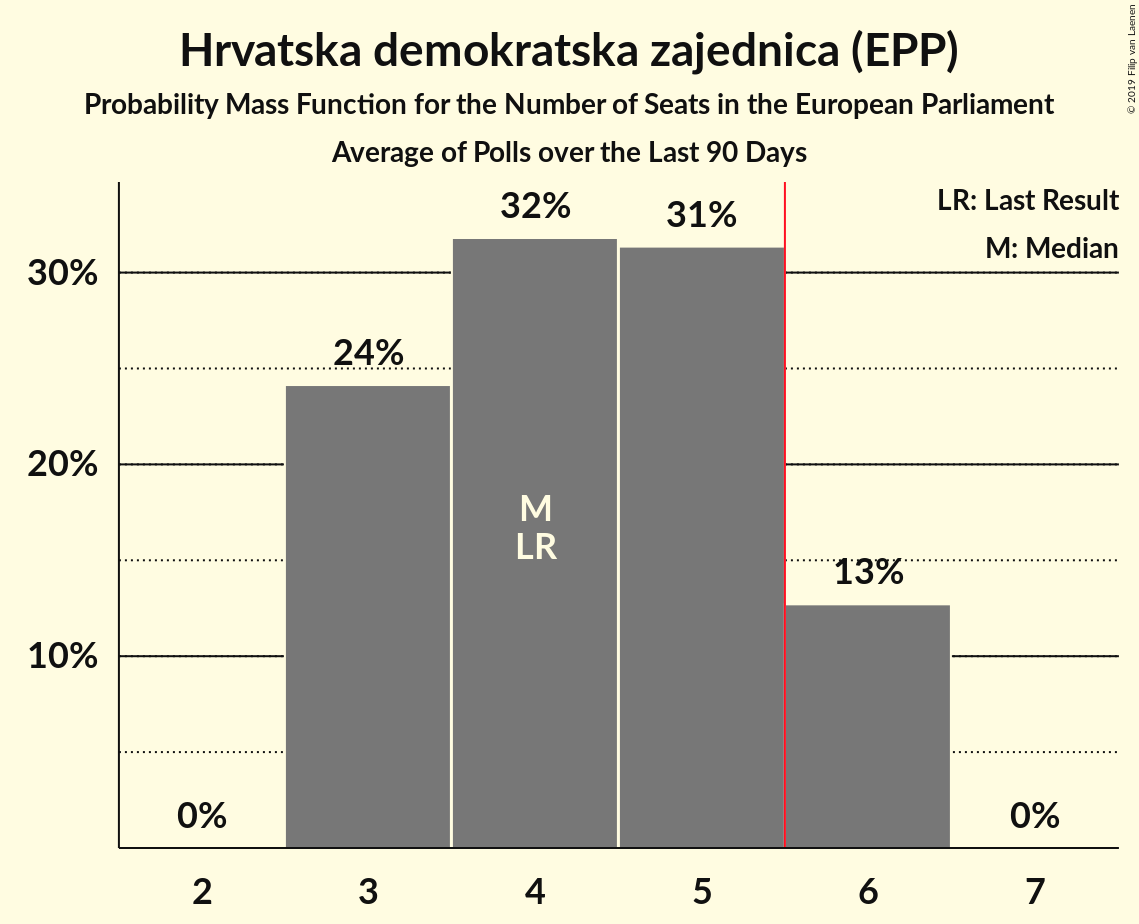 Hrvatska demokratska zajednica (EPP)
Probability Mass Function for the Number of Seats in the European Parliament
Average of Polls over the Last 90 Days
© 2019 Filip van Laenen
LR: Last Result
M: Median
32%
31%
30%
24%
20%
M
LR
13%
10%
0%
0%
2 3 4 5 6 7